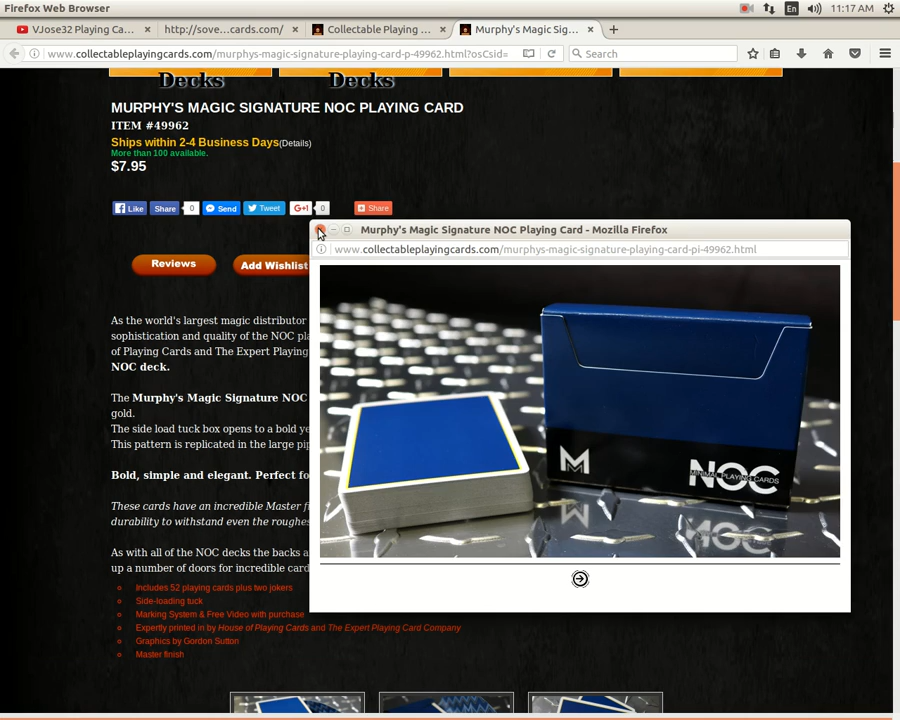 Firefox Web Browser
En
11:17 AM
VJose32 Playing Ca...
http://sove....cards.com/
Collectable Playing ...
Murphy's Magic Sig...
www.collectableplayingcards.com/murphys-magic-signature-playing-card-p-49962.html?osCsid=
Search
Decks
Decks
MURPHY'S MAGIC SIGNATURE NOC PLAYING CARD
ITEM #49962
Ships within 2-4 Business Days(Details)
More than 100 available.
$7.95
Like
Share
0
Send
Tweet
G+1
0
Share
Murphy's Magic Signature NOC Playing Card - Mozilla Firefox
www.collectableplayingcards.com/murphys-magic-signature-playing-card-pi-49962.html
Reviews
Add Wishlist
As the world's largest magic distributor
sophistication and quality of the NOC pla
of Playing Cards and The Expert Playing
NOC deck.
The Murphy's Magic Signature NOC
gold.
The side load tuck box opens to a bold ye
This pattern is replicated in the large pip
Bold, simple and elegant. Perfect fo
These cards have an incredible Master fi
durability to withstand even the roughes
As with all of the NOC decks the backs a
up a number of doors for incredible card
M
NOC
MINIMAL PLAYING CARDS
Includes 52 playing cards plus two jokers
Side-loading tuck
Marking System & Free Video with purchase
Expertly printed in by House of Playing Cards and The Expert Playing Card Company
Graphics by Gordon Sutton
Master finish